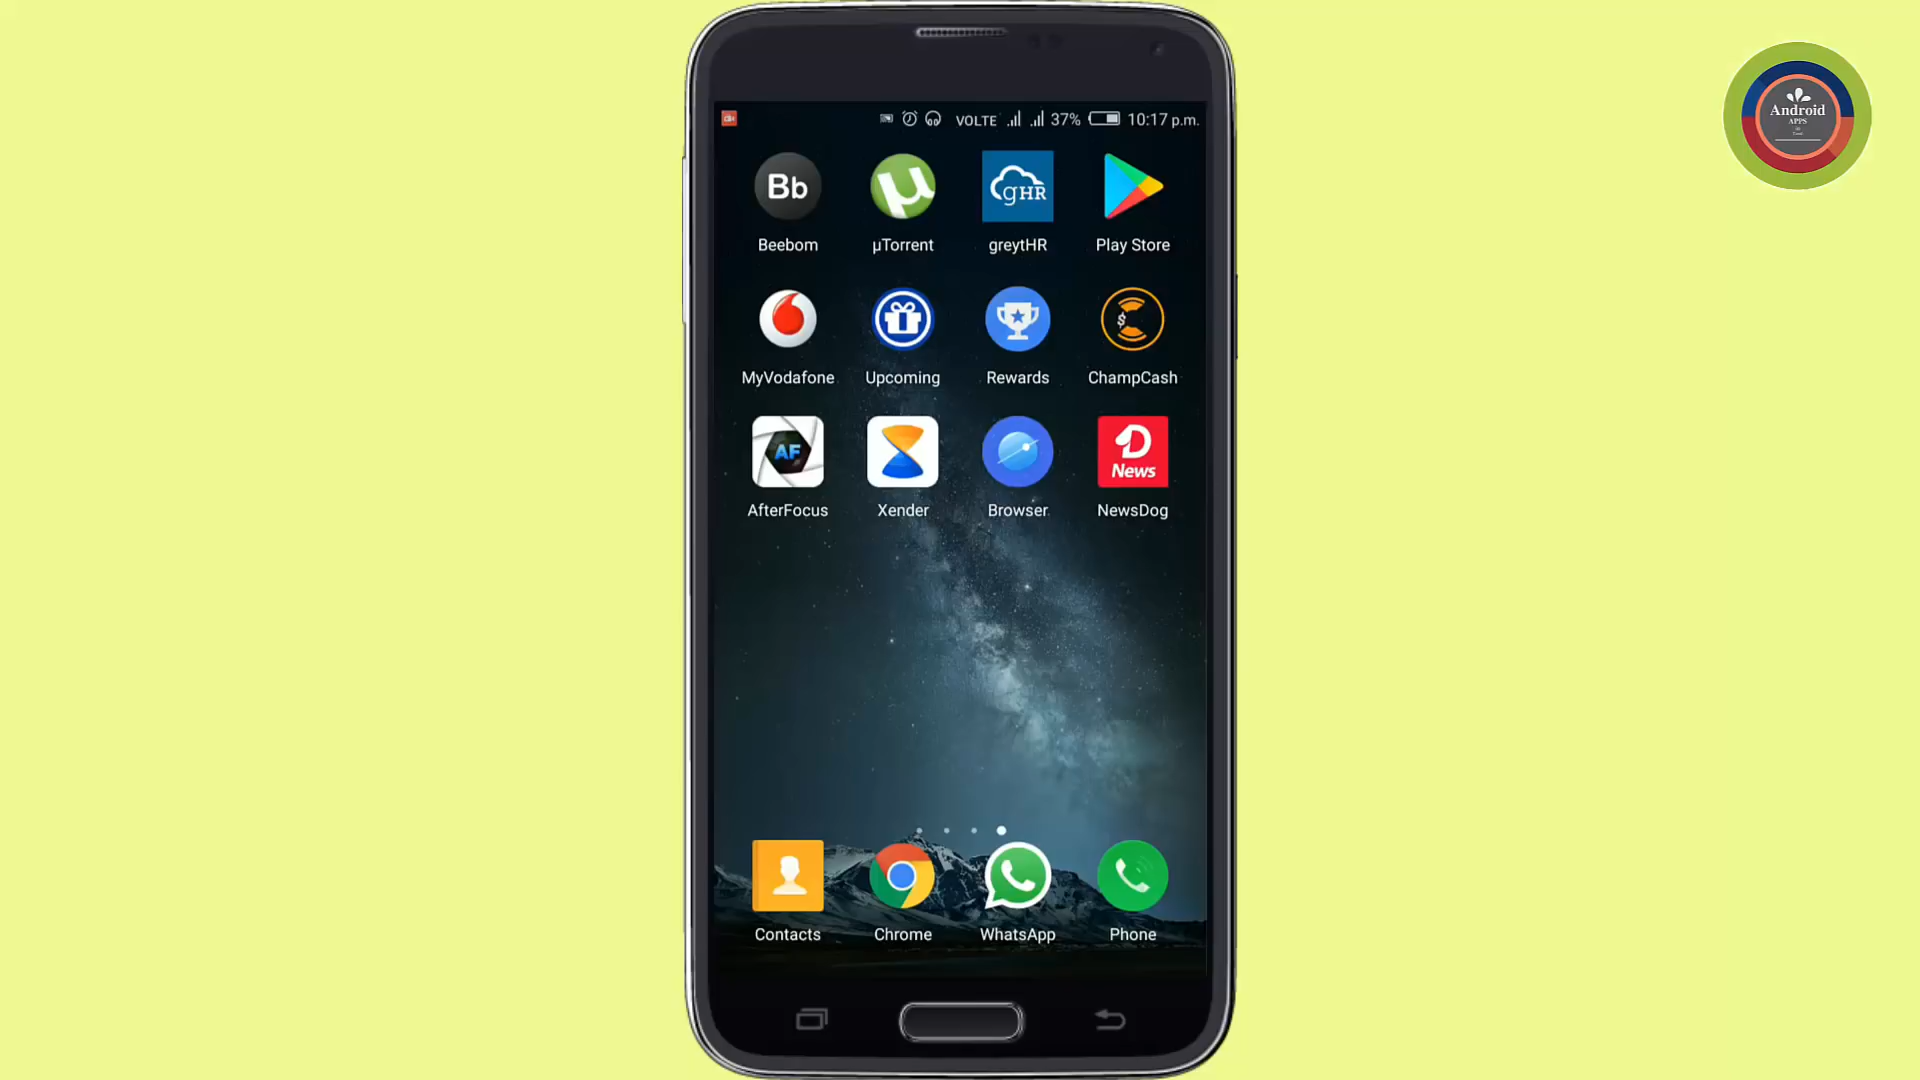 VOLTE 37% 10:17 p.m.
Bb
µ
gHR
Beebom
µTorrent
greytHR
Play Store
MyVodafone
Upcoming
Rewards
ChampCash
AF
News
AfterFocus
Xender
Browser
NewsDog
Contacts
Chrome
WhatsApp
Phone
Android
APPS